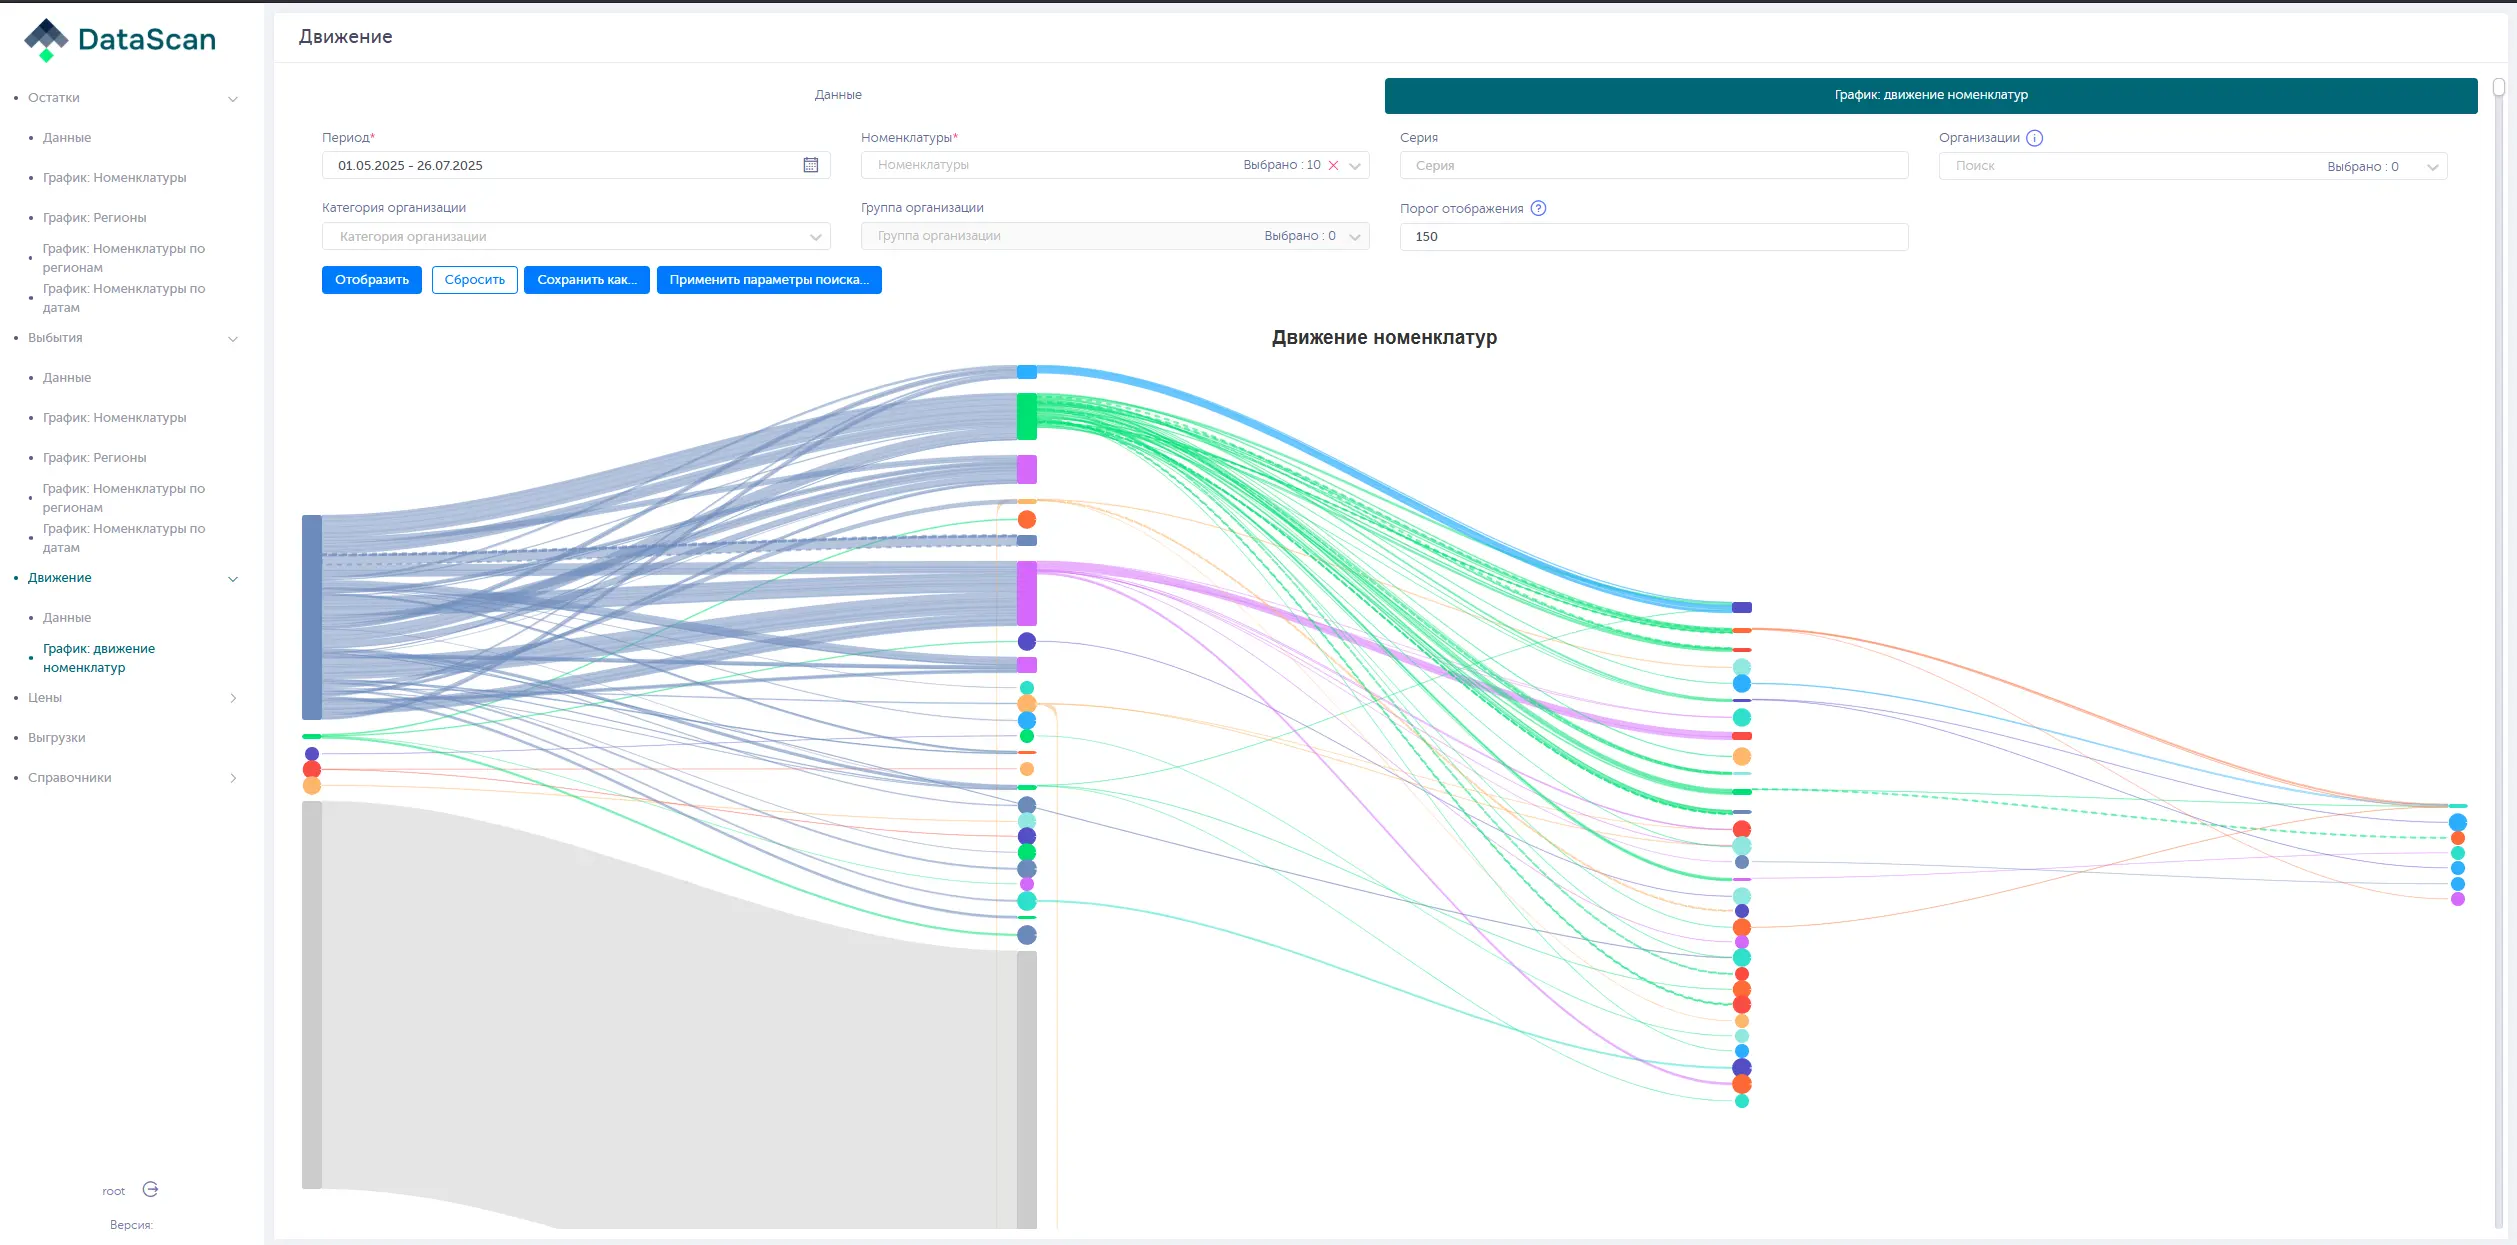 DataScan
Остатки
Данные
График: Номенклатуры
График: Регионы
График: Номенклатуры по
регионам
График: Номенклатуры по
датам
Выбытия
Данные
График: Номенклатуры
График: Регионы
График: Номенклатуры по
регионам
График: Номенклатуры по
датам
Движение
Данные
График: движение
номенклатур
Цены
Выгрузки
Справочники
root
Версия:
Движение
Данные
График: движение номенклатур
Период*
01.05.2025 - 26.07.2025
Номенклатуры*
Номенклатуры Выбрано : 10
Серия
Серия
Организации
Поиск Выбрано : 0
Категория организации
Категория организации
Группа организации
Группа организации Выбрано : 0
Порог отображения ?
150
Отобразить
Сбросить
Сохранить как...
Применить параметры поиска...
Движение номенклатур